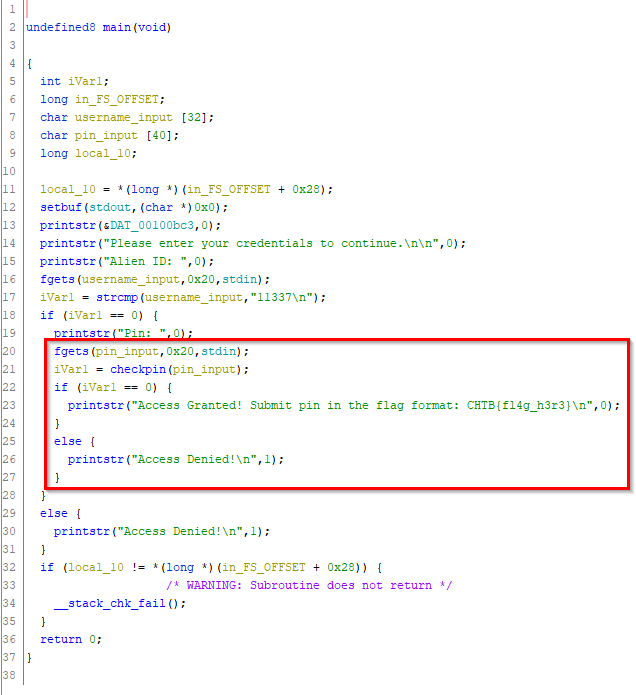 1
2 undefined8 main(void)
3
4 {
5 int iVar1;
6 long in_FS_OFFSET;
7 char username_input [32];
8 char pin_input [40];
9 long local_10;
10
11 local_10 = *(long *)(in_FS_OFFSET + 0x28);
12 setbuf(stdout,(char *)0x0);
13 printstr(&DAT_00100bc3,0);
14 printstr("Please enter your credentials to continue.\n\n",0);
15 printstr("Alien ID: ",0);
16 fgets(username_input,0x20,stdin);
17 iVar1 = strcmp(username_input,"11337\n");
18 if (iVar1 == 0) {
19 printstr("Pin: ",0);
20 fgets(pin_input,0x20,stdin);
21 iVar1 = checkpin(pin_input);
22 if (iVar1 == 0) {
23 printstr("Access Granted! Submit pin in the flag format: CHTB{fl4g_h3r3}\n",0);
24 }
25 else {
26 printstr("Access Denied!\n",1);
27 }
28 }
29 else {
30 printstr("Access Denied!\n",1);
31 }
32 if (local_10 != *(long *)(in_FS_OFFSET + 0x28)) {
33 /* WARNING: Subroutine does not return */
34 __stack_chk_fail();
35 }
36 return 0;
37 }
38